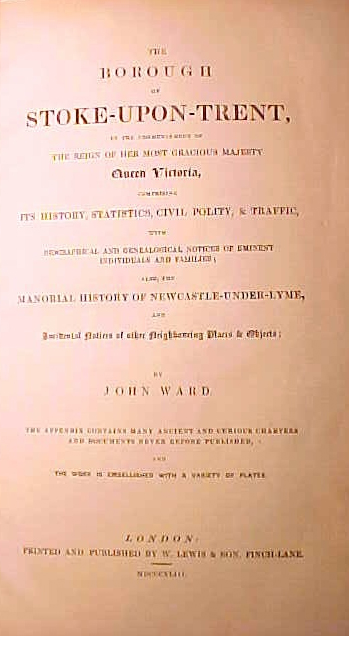 THE
BOROUGH
OF
STOKE-UPON-TRENT,
IN THE COMMENCEMENT OF
THE REIGN OF HER MOST GRACIOUS MAJESTY
Queen Victoria,
COMPRISING
ITS HISTORY, STATISTICS, CIVIL POLITY, & TRAFFIC,
WITH
BIOGRAPHICAL AND GENEALOGICAL NOTICES OF EMINENT
INDIVIDUALS AND FAMILIES;
ALSO, THE
MANORIAL HISTORY OF NEWCASTLE-UNDER-LYME,
AND
Incidental Notices of other Neighbouring Places & Objects;
BY
JOHN WARD.
THE APPENDIX CONTAINS MANY ANCIENT AND CURIOUS CHARTERS
AND DOCUMENTS NEVER BEFORE PUBLISHED,
AND
THE WORK IS EMBELLISHED WITH A VARIETY OF PLATES.
LONDON:
PRINTED AND PUBLISHED BY W. LEWIS & SON, FINCH-LANE.
MDCCCXLIII.